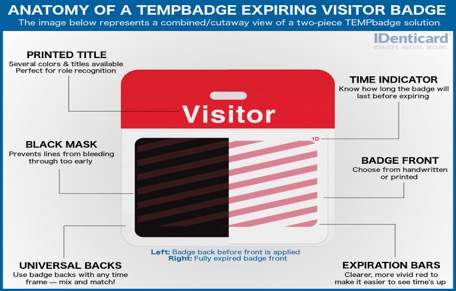 ANATOMY OF A TEMPBADGE EXPIRING VISITOR BADGE
The image below represents a combined/cutaway view of a two-piece TEMPbadge solution.
IDenticard
IDENTIFY. ACCESS. SECURE.
PRINTED TITLE
Several colors & titles available
Perfect for role recognition
TIME INDICATOR
Know how long the badge will
last before expiring
Visitor
1D
BLACK MASK
Prevents lines from bleeding
through too early
BADGE FRONT
Choose from handwritten
or printed
Left: Badge back before front is applied
Right: Fully expired badge front
UNIVERSAL BACKS
Use badge backs with any time
frame — mix and match!
EXPIRATION BARS
Clearer, more vivid red to
make it easier to see time's up